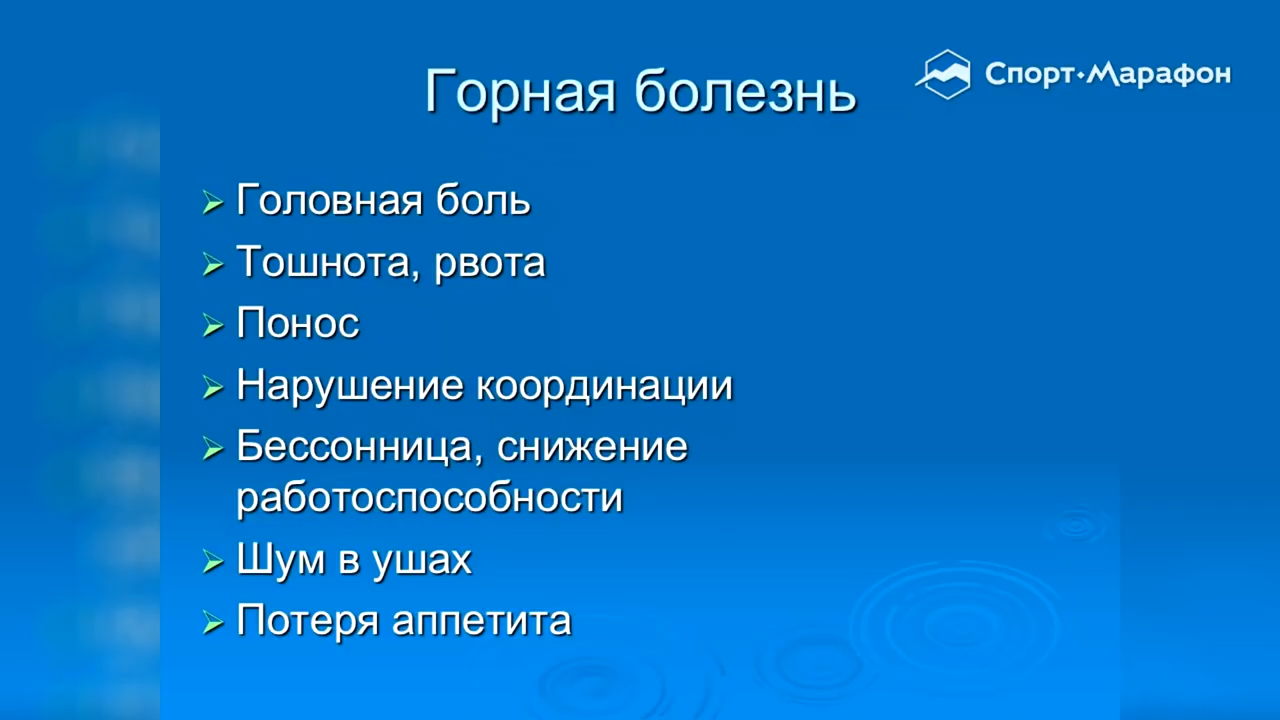 Горная болезнь
Спорт-Марафон
Головная боль
Тошнота, рвота
Понос
Нарушение координации
Бессонница, снижение
работоспособности
Шум в ушах
Потеря аппетита